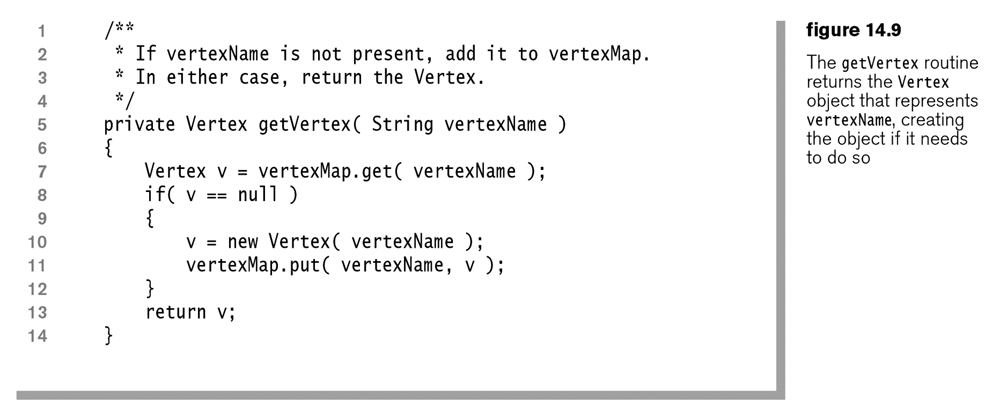 1 /**
2 * If vertexName is not present, add it to vertexMap.
3 * In either case, return the Vertex.
4 */
5 private Vertex getVertex( String vertexName )
6 {
7 Vertex v = vertexMap.get( vertexName );
8 if( v == null )
9 {
10 v = new Vertex( vertexName );
11 vertexMap.put( vertexName, v );
12 }
13 return v;
14 }
figure 14.9
The getVertex routine
returns the Vertex
object that represents
vertexName, creating
the object if it needs
to do so